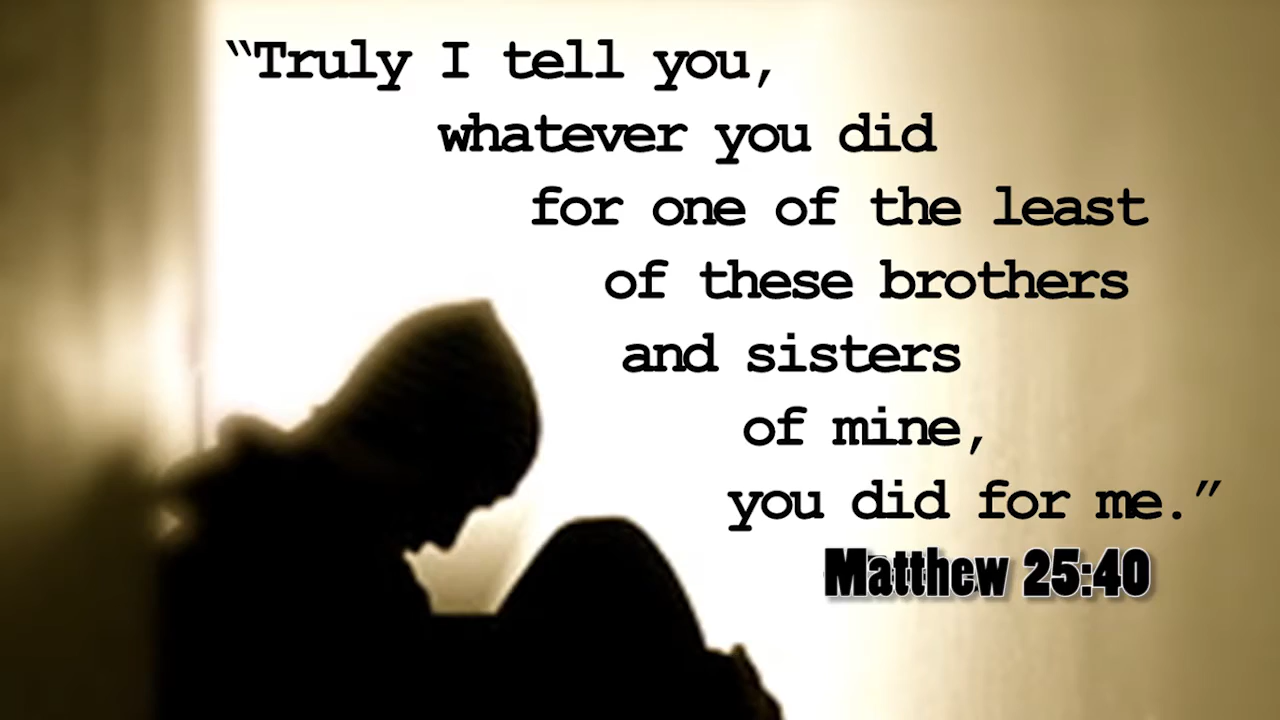 “Truly I tell you,
whatever you did
for one of the least
of these brothers
and sisters
of mine,
you did for me.”
Matthew 25:40